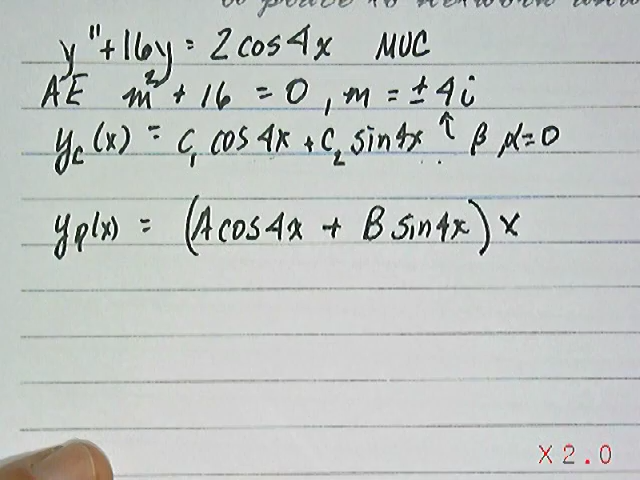 y" + 16y = 2 cos 4x MUC
AE m² + 16 = 0 , m = ± 4i
y_c(x) = C₁ cos 4x + C₂ sin 4x ↑ β α = 0
y_p(x) = (A cos 4x + B sin 4x) x
X2.0